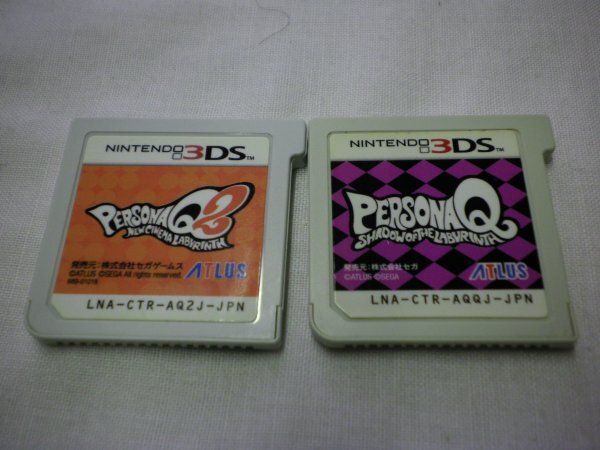 NINTENDO 3DS™
PERSONA Q2
NEW CINEMA LABYRINTH
発売元：株式会社セガゲームス
©ATLUS ©SEGA All rights reserved.
ATLUS
LNA-CTR-AQ2J-JPN
NINTENDO 3DS™
PERSONA Q
SHADOW OF THE LABYRINTH
発売元：株式会社セガ
©ATLUS ©SEGA
ATLUS
LNA-CTR-AQQJ-JPN